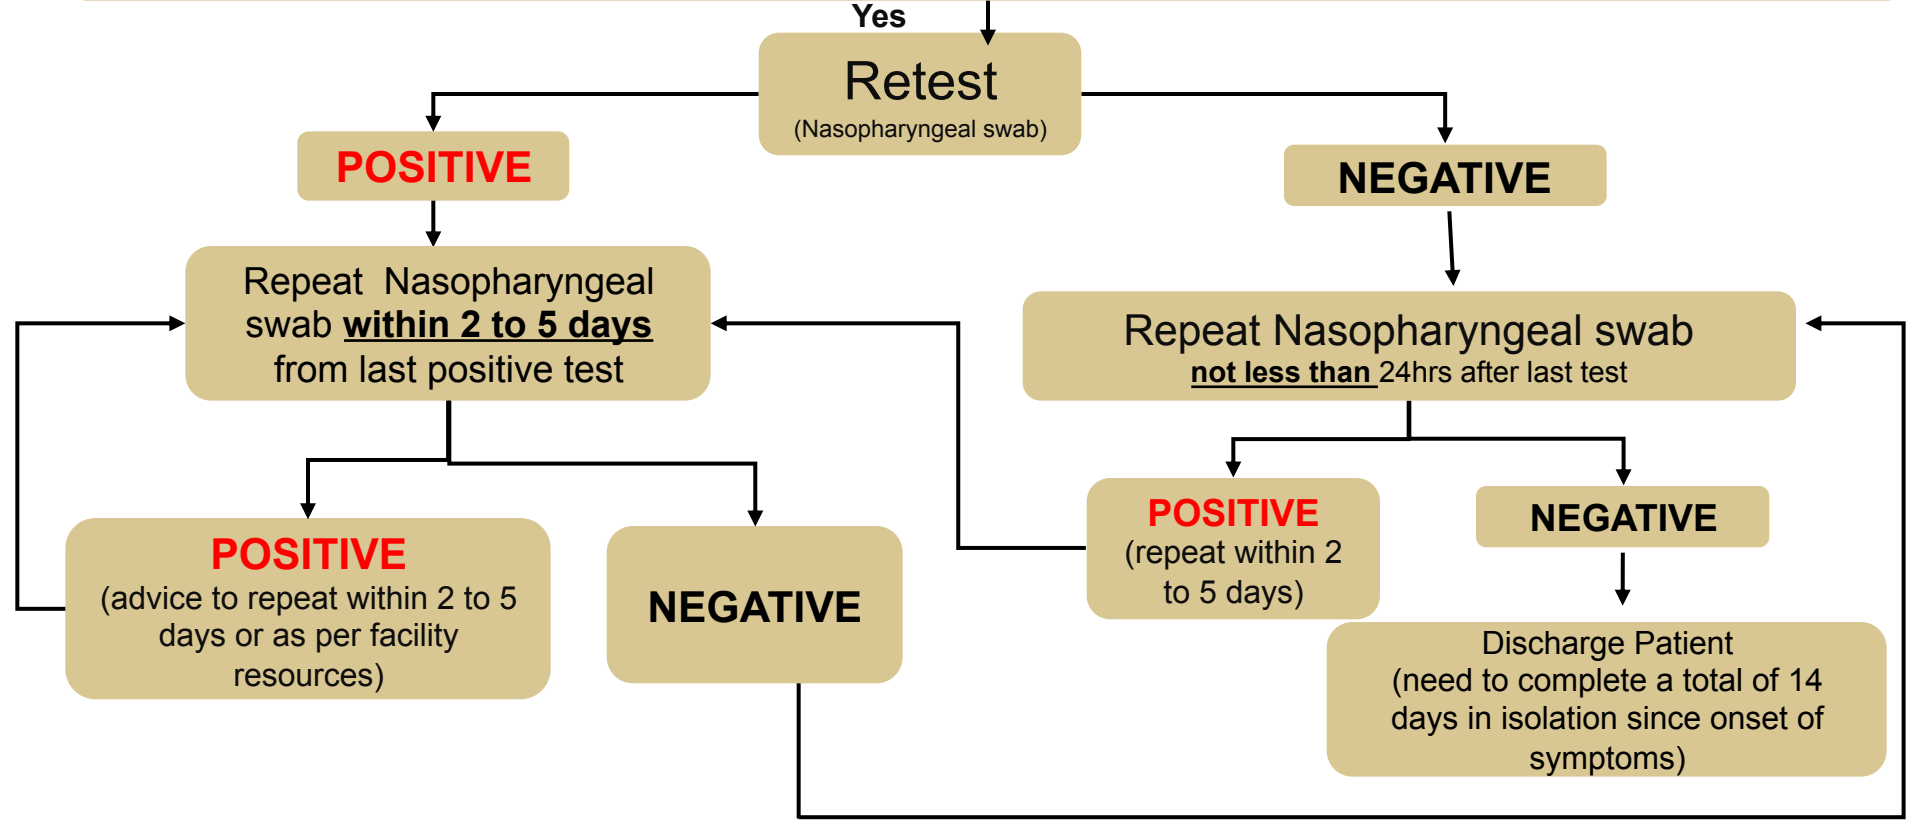 Yes
Retest
(Nasopharyngeal swab)
POSITIVE
NEGATIVE
Repeat Nasopharyngeal
swab within 2 to 5 days
from last positive test
Repeat Nasopharyngeal swab
not less than 24hrs after last test
POSITIVE
(advice to repeat within 2 to 5
days or as per facility
resources)
NEGATIVE
POSITIVE
(repeat within 2
to 5 days)
NEGATIVE
Discharge Patient
(need to complete a total of 14
days in isolation since onset of
symptoms)